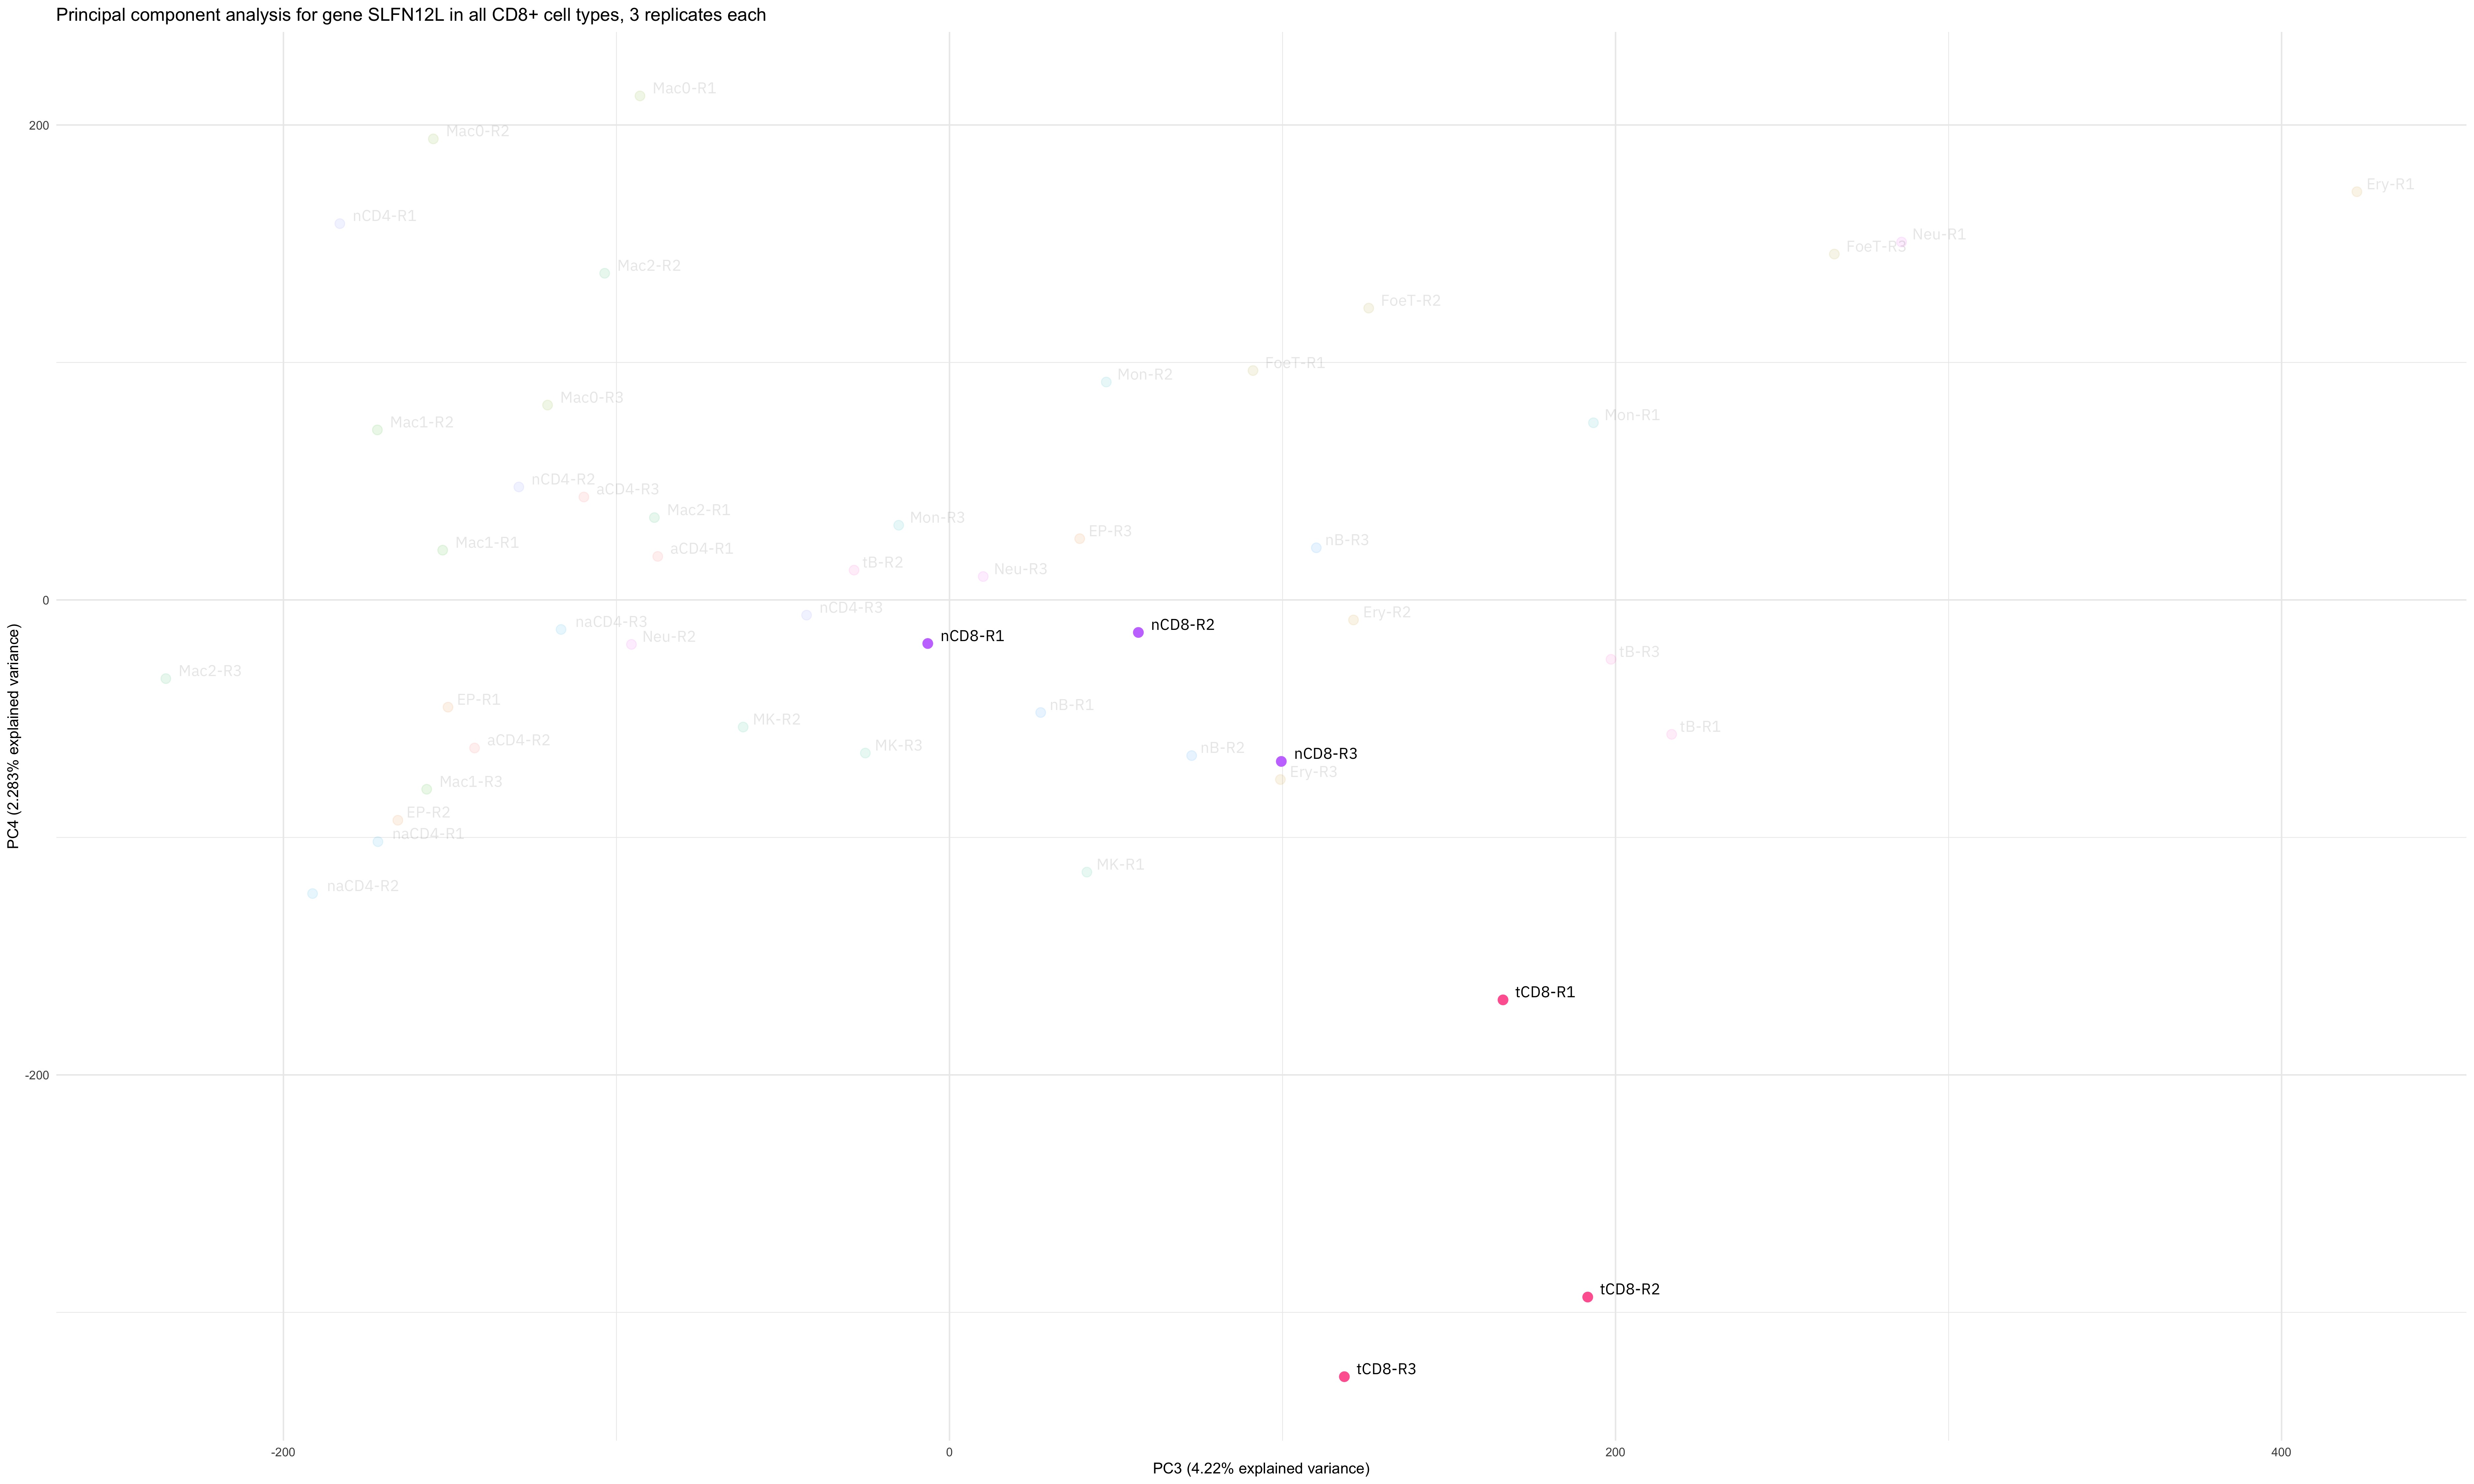 Principal component analysis for gene SLFN12L in all CD8+ cell types, 3 replicates each
Mac0-R1
200
Mac0-R2
Ery-R1
nCD4-R1
Neu-R1
FoeT-R3
Mac2-R2
FoeT-R2
FoeT-R1
Mon-R2
Mac0-R3
Mon-R1
Mac1-R2
nCD4-R2
aCD4-R3
Mac2-R1
Mon-R3
EP-R3
nB-R3
Mac1-R1
aCD4-R1
tB-R2
Neu-R3
0
nCD4-R3
Ery-R2
naCD4-R3
nCD8-R2
Neu-R2
nCD8-R1
tB-R3
Mac2-R3
EP-R1
nB-R1
MK-R2
tB-R1
aCD4-R2
MK-R3
nB-R2
nCD8-R3
Ery-R3
Mac1-R3
EP-R2
naCD4-R1
MK-R1
naCD4-R2
tCD8-R1
-200
tCD8-R2
tCD8-R3
PC4 (2.283% explained variance)
-200
0
200
400
PC3 (4.22% explained variance)